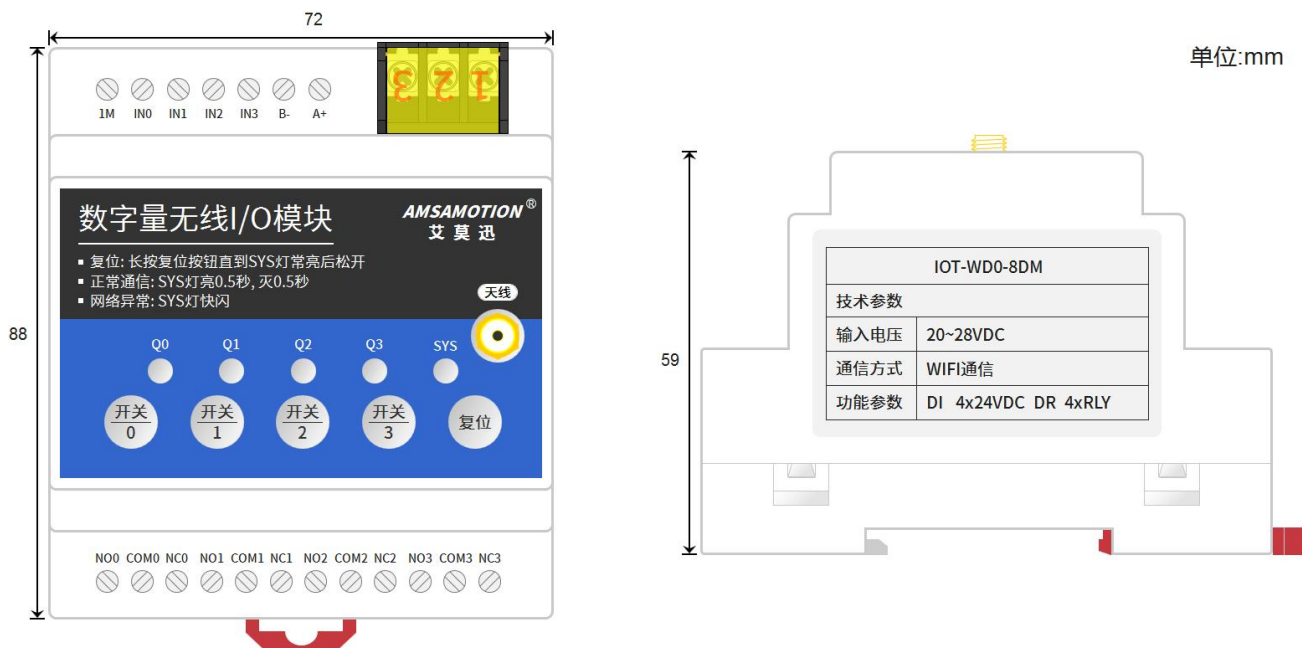 72
单位:mm
3 2 1
1M IN0 IN1 IN2 IN3 B- A+
数字量无线I/O模块
AMSAMOTION®
艾莫迅
▪ 复位: 长按复位按钮直到SYS灯常亮后松开
▪ 正常通信: SYS灯亮0.5秒, 灭0.5秒
▪ 网络异常: SYS灯快闪
天线
88
Q0 Q1 Q2 Q3 SYS
开关 0
开关 1
开关 2
开关 3
复位
NO0 COM0 NC0 NO1 COM1 NC1 NO2 COM2 NC2 NO3 COM3 NC3
59
IOT-WD0-8DM
技术参数
输入电压 20~28VDC
通信方式 WIFI通信
功能参数 DI 4x24VDC DR 4xRLY